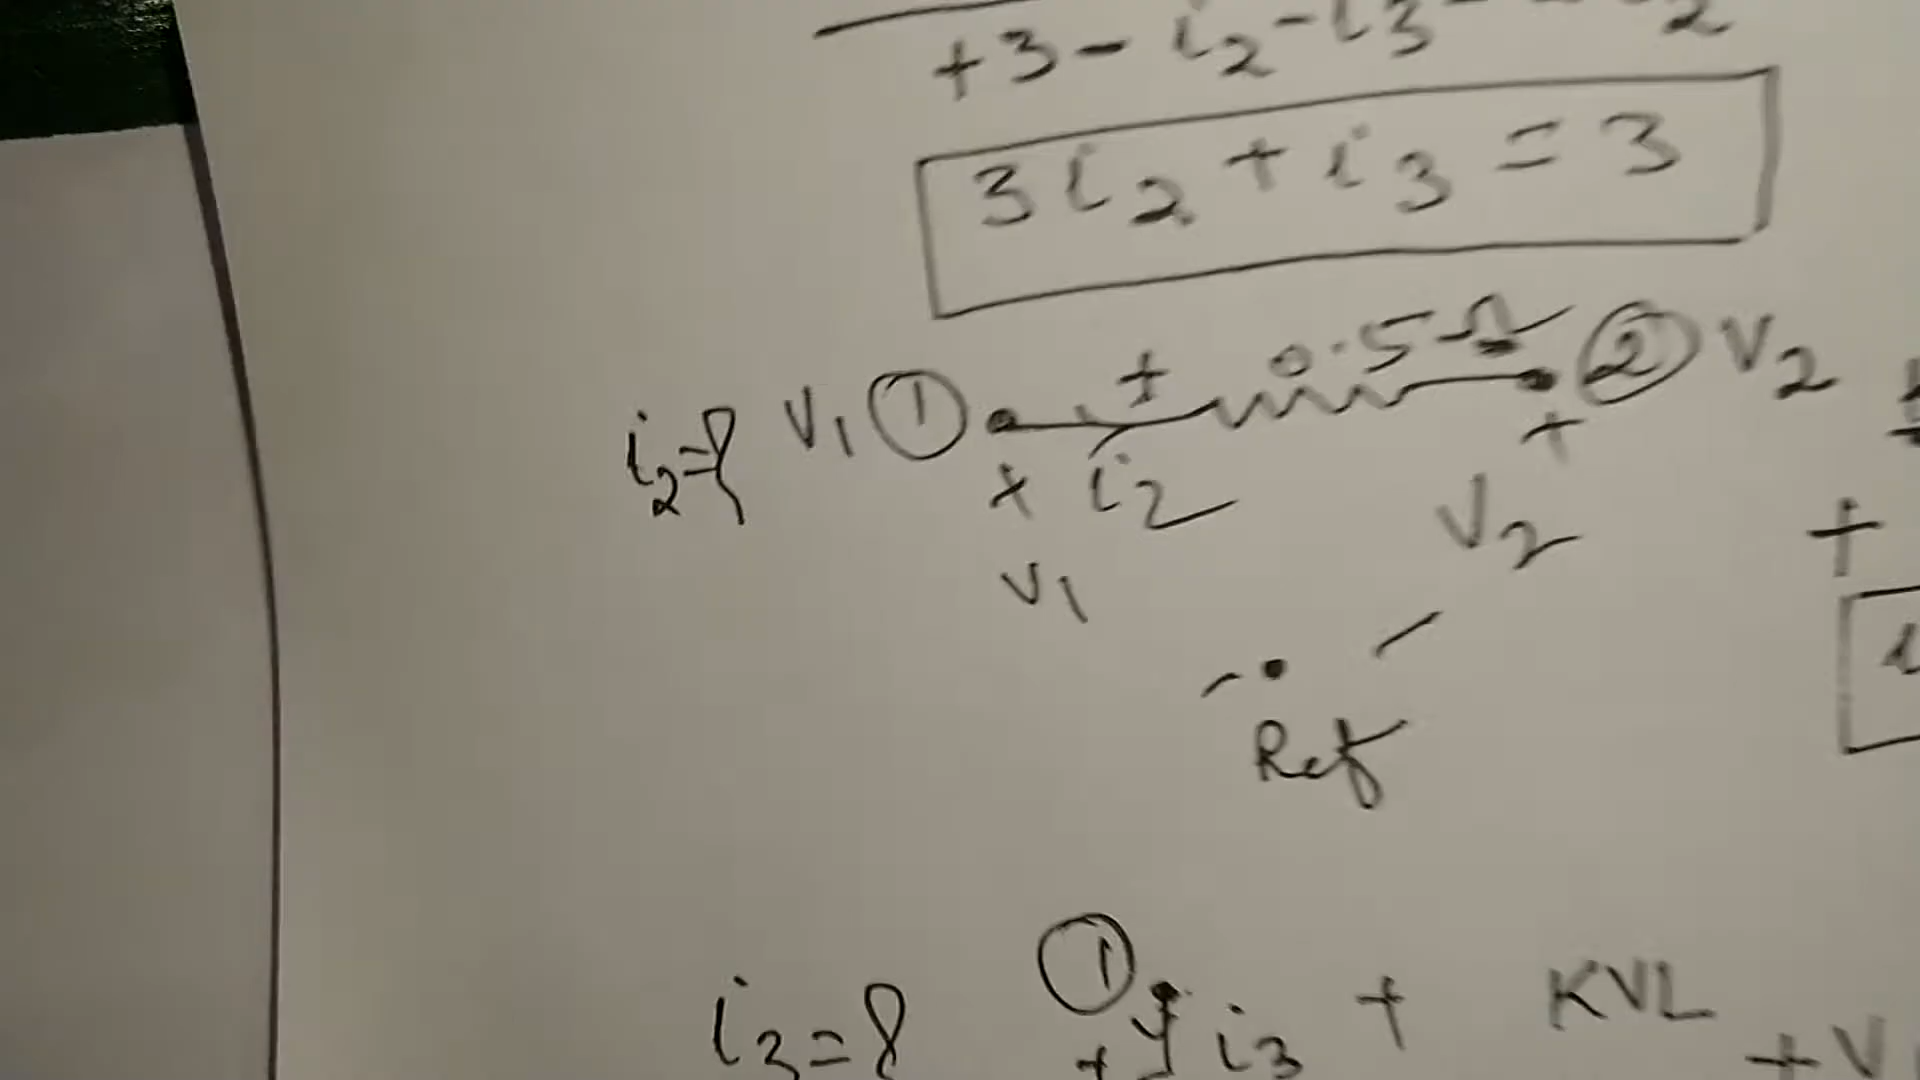 +3 - i2 - i3
3i2 + i3 = 3
i2=? V1 ① + 0.5Ω ② V2
+ i2 +
V1 V2 +
Ref
i3=? ① + i3 + KVL
+V